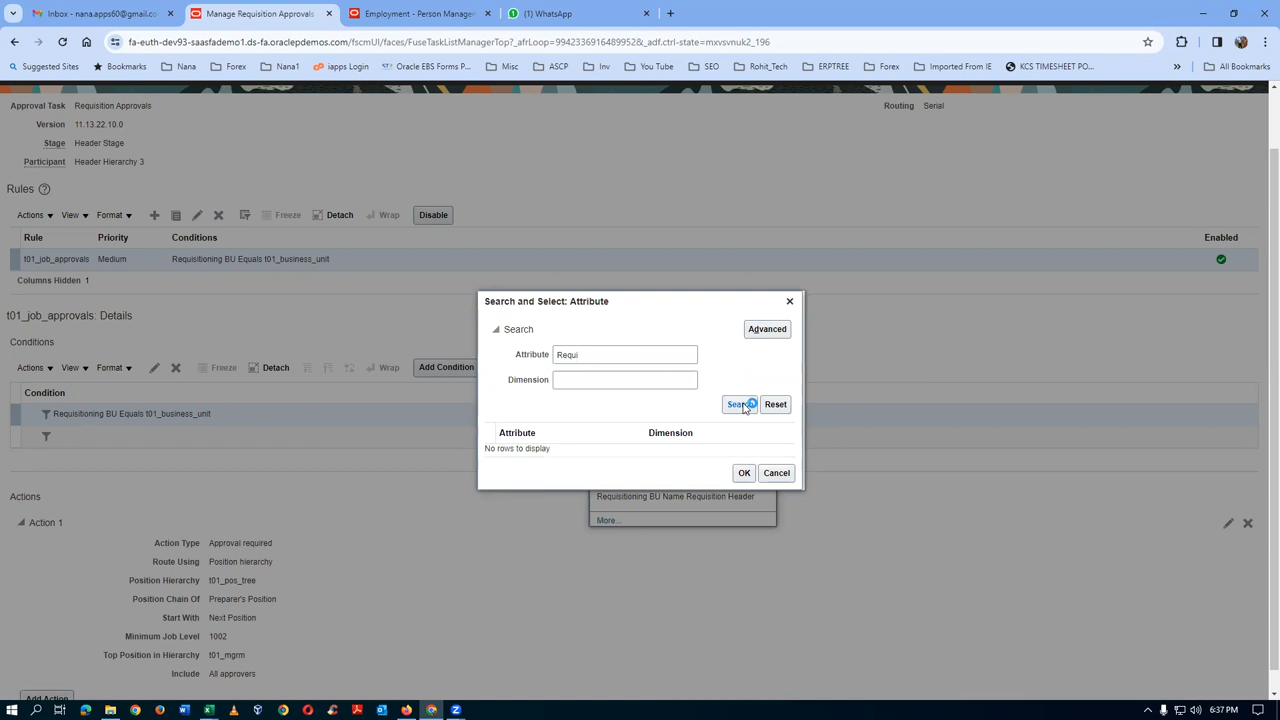 Inbox - nana.apps60@gmail.co
Manage Requisition Approvals
Employment - Person Manager
(1) WhatsApp
fa-euth-dev93-saasfademo1.ds-fa.oraclepdemos.com/fscmUI/faces/FuseTaskListManagerTop?_afrLoop=99423369164899528&_adf.ctrl-state=mxvsvnuk2_196
Suggested Sites
Bookmarks
Nana
Forex
Nana1
iapps Login
Oracle EBS Forms P...
Misc
ASCP
Inv
You Tube
SEO
Rohit_Tech
ERPTREE
Forex
Imported From IE
KCS TIMESHEET PO...
»
All Bookmarks
Approval Task Requisition Approvals
Routing Serial
Version 11.13.22.10.0
Stage Header Stage
Participant Header Hierarchy 3
Rules
Actions View Format Freeze Detach Wrap Disable
Rule Priority Conditions Enabled
t01_job_approvals Medium Requisitioning BU Equals t01_business_unit
Columns Hidden 1
t01_job_approvals: Details
Conditions
Actions View Format Freeze Detach Wrap Add Condition
Condition
Requisitioning BU Equals t01_business_unit
Search and Select: Attribute
Search
Advanced
Attribute Requi
Dimension
Reset
Attribute Dimension
No rows to display
OK Cancel
Requisitioning BU Name Requisition Header
More...
Actions
Action 1
Action Type Approval required
Route Using Position hierarchy
Position Hierarchy t01_pos_tree
Position Chain Of Preparer's Position
Start With Next Position
Minimum Job Level 1002
Top Position in Hierarchy t01_mgrm
Include All approvers
Add Action
6:37 PM